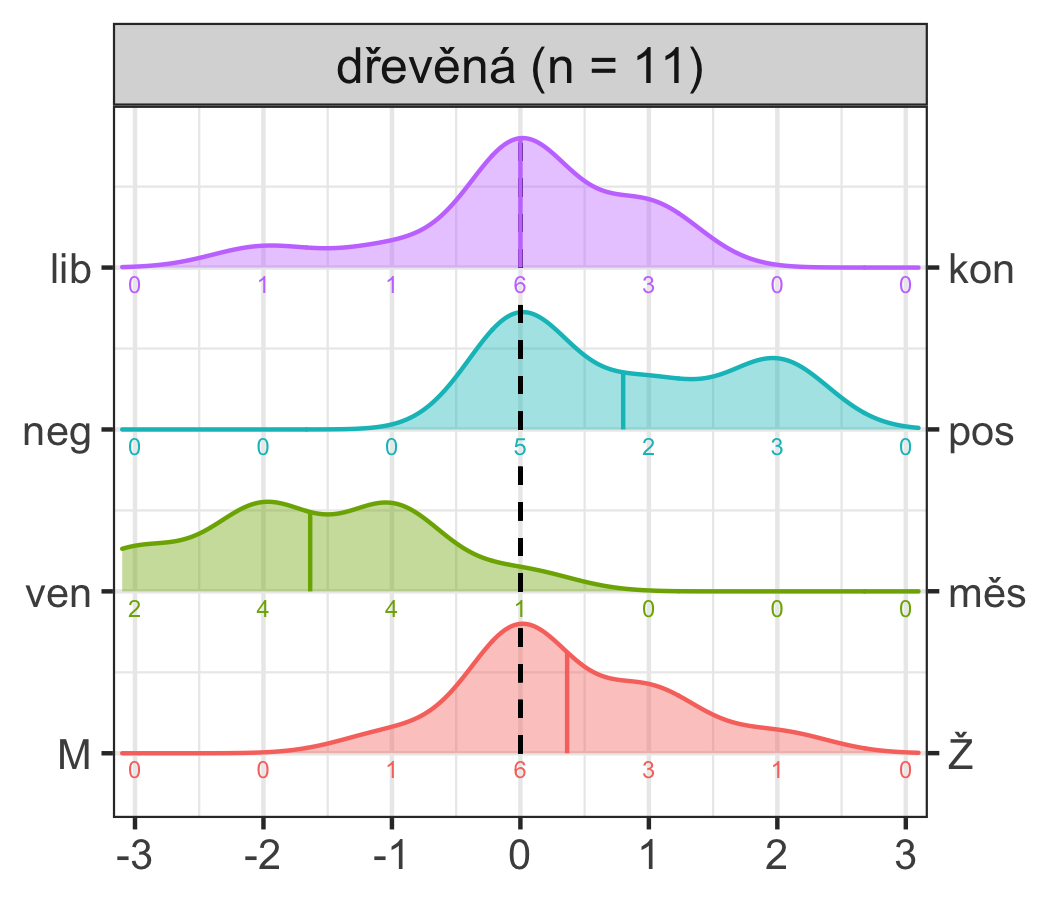 dřevěná (n = 11)
lib kon
0 1 1 6 3 0 0
neg pos
0 0 0 5 2 3 0
ven měs
2 4 4 1 0 0 0
M Ž
0 0 1 6 3 1 0
-3 -2 -1 0 1 2 3